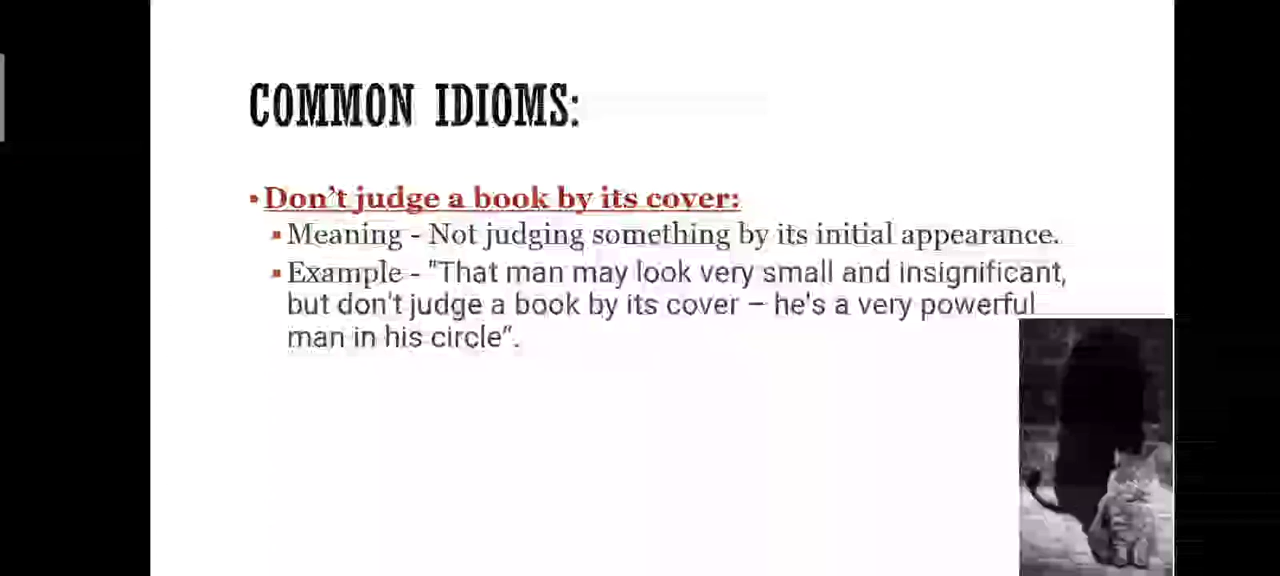 COMMON IDIOMS:
▪ Don't judge a book by its cover:
▪ Meaning - Not judging something by its initial appearance.
▪ Example - "That man may look very small and insignificant,
but don't judge a book by its cover – he's a very powerful
man in his circle".